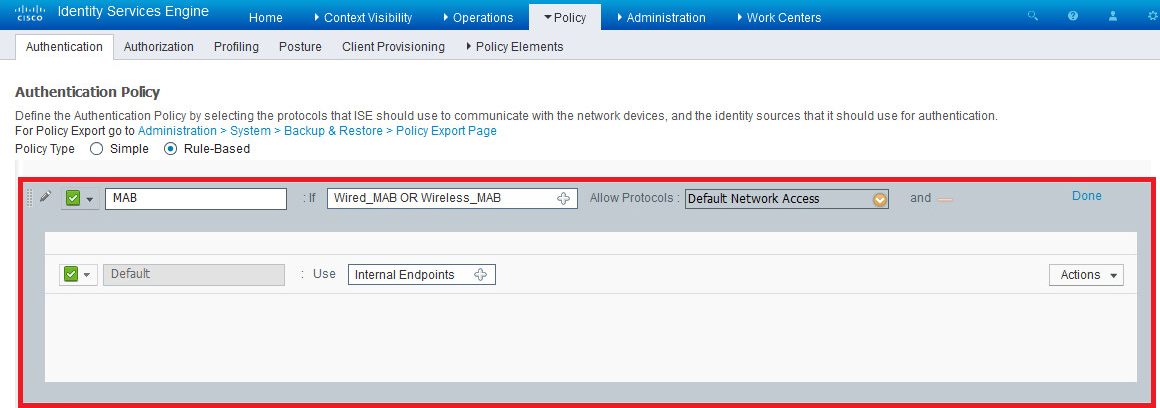 CISCO Identity Services Engine Home Context Visibility Operations Policy Administration Work Centers
Authentication Authorization Profiling Posture Client Provisioning Policy Elements
Authentication Policy
Define the Authentication Policy by selecting the protocols that ISE should use to communicate with the network devices, and the identity sources that it should use for authentication.
For Policy Export go to Administration > System > Backup & Restore > Policy Export Page
Policy Type Simple Rule-Based
MAB : If Wired_MAB OR Wireless_MAB Allow Protocols : Default Network Access and Done
Default : Use Internal Endpoints Actions